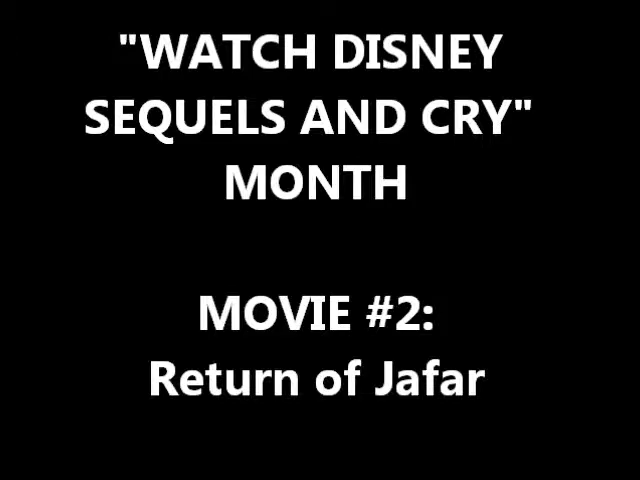 "WATCH DISNEY
SEQUELS AND CRY"
MONTH
MOVIE #2:
Return of Jafar